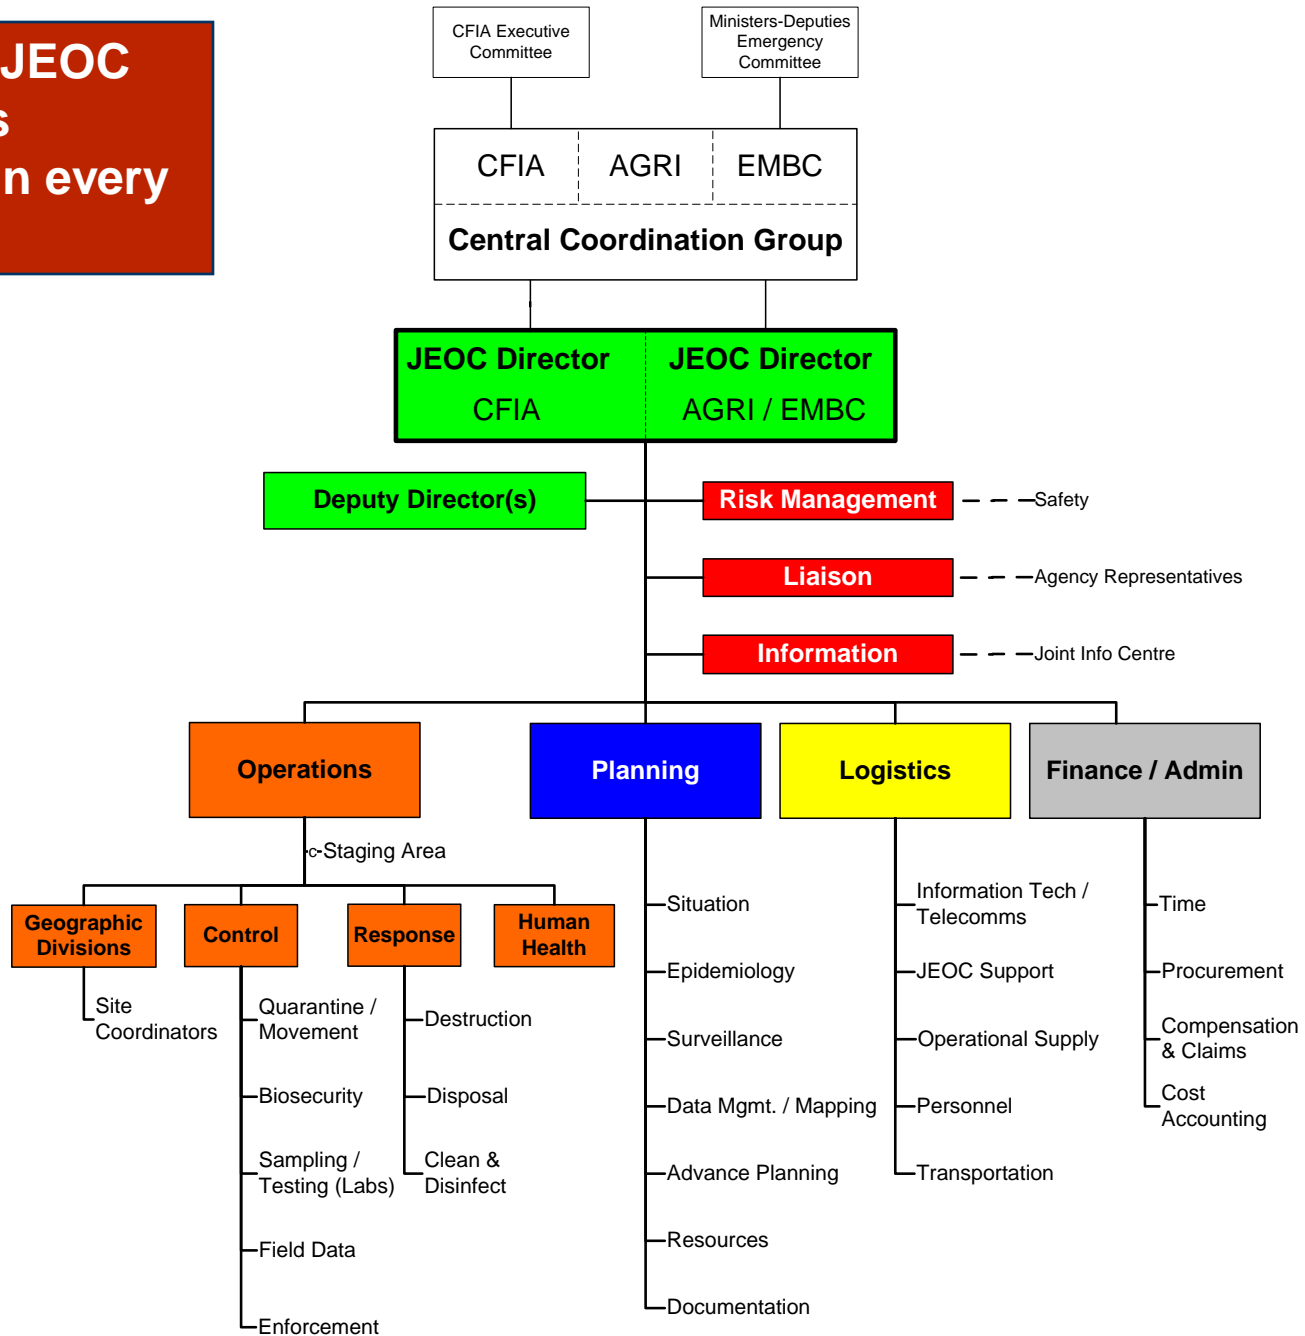 JEOC
s
n every
CFIA Executive
Committee
Ministers-Deputies
Emergency
Committee
CFIA
AGRI
EMBC
Central Coordination Group
JEOC Director
CFIA
JEOC Director
AGRI / EMBC
Deputy Director(s)
Risk Management
Safety
Liaison
Agency Representatives
Information
Joint Info Centre
Operations
Planning
Logistics
Finance / Admin
c-Staging Area
Geographic
Divisions
Control
Response
Human
Health
Site
Coordinators
Quarantine /
Movement
Biosecurity
Sampling /
Testing (Labs)
Field Data
Enforcement
Destruction
Disposal
Clean &
Disinfect
Situation
Epidemiology
Surveillance
Data Mgmt. / Mapping
Advance Planning
Resources
Documentation
Information Tech /
Telecomms
JEOC Support
Operational Supply
Personnel
Transportation
Time
Procurement
Compensation
& Claims
Cost
Accounting